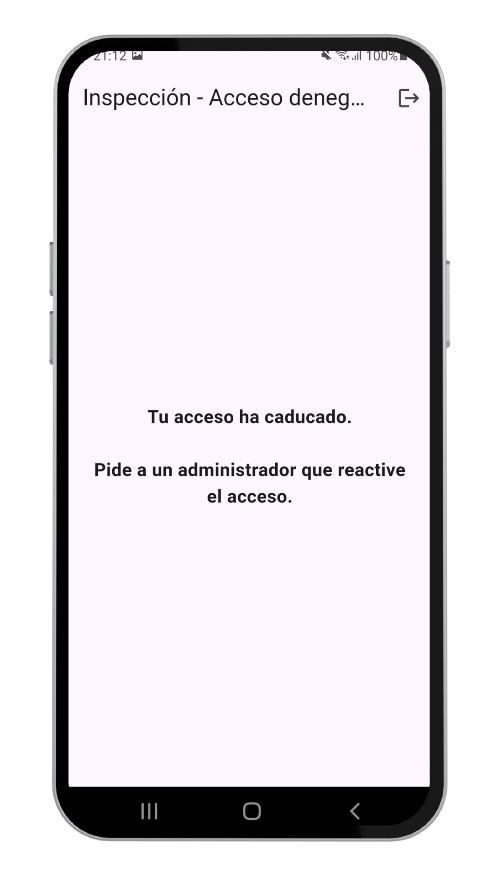 21:12 100%
Inspección - Acceso deneg...
Tu acceso ha caducado.
Pide a un administrador que reactive
el acceso.